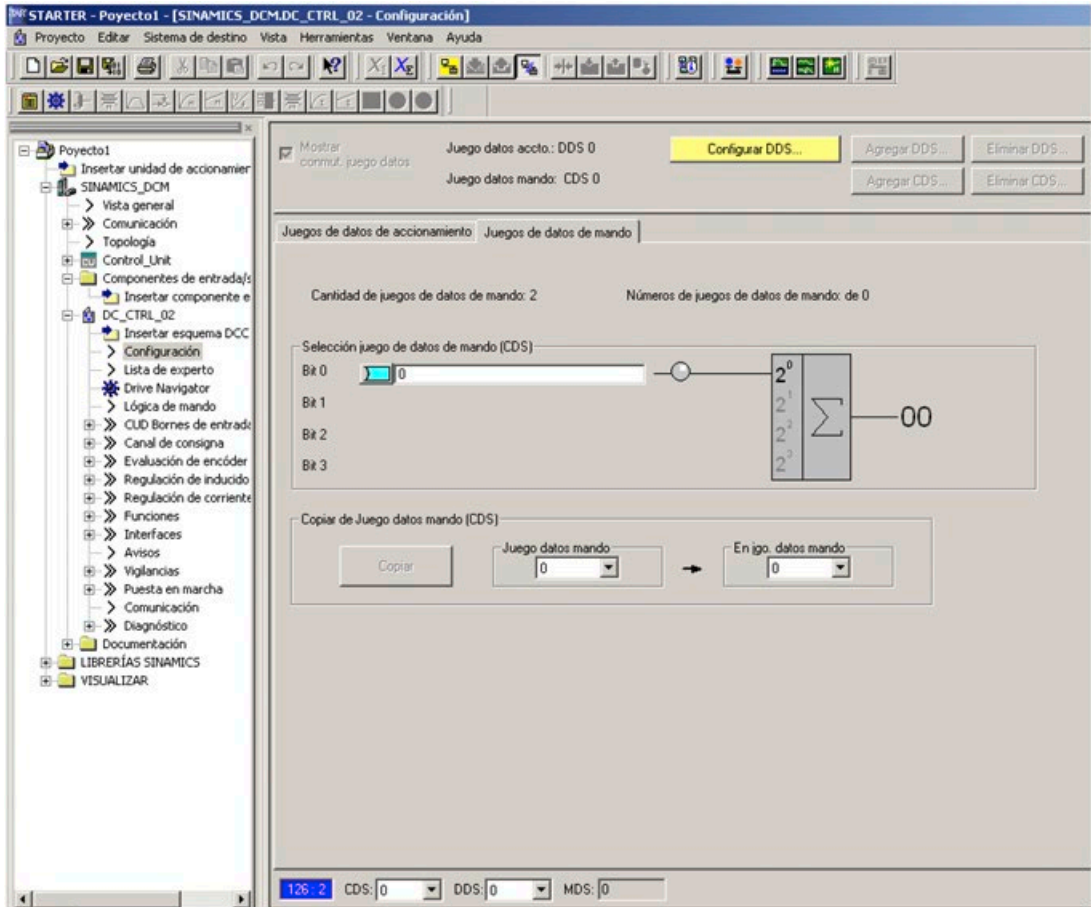 STARTER - Poyecto1 - [SINAMICS_DCM.DC_CTRL_02 - Configuración]
Proyecto Editar Sistema de destino Vista Herramientas Ventana Ayuda
Poyecto1
Insertar unidad de accionamier
SINAMICS_DCM
Vista general
Comunicación
Topología
Control_Unit
Componentes de entrada/s
Insertar componente e
DC_CTRL_02
Insertar esquema DCC
Configuración
Lista de experto
Drive Navigator
Lógica de mando
CUD Bornes de entrada
Canal de consigna
Evaluación de encóder
Regulación de inducido
Regulación de corriente
Funciones
Interfaces
Avisos
Vigilancias
Puesta en marcha
Comunicación
Diagnóstico
Documentación
LIBRERÍAS SINAMICS
VISUALIZAR
Mostrar
conmut. juego datos
Juego datos accto.: DDS 0
Juego datos mando: CDS 0
Configurar DDS...
Agregar DDS...
Eliminar DDS...
Agregar CDS...
Eliminar CDS...
Juegos de datos de accionamiento Juegos de datos de mando
Cantidad de juegos de datos de mando: 2
Números de juegos de datos de mando: de 0
Selección juego de datos de mando (CDS)
Bit 0 0 2⁰
Bit 1 2¹
Bit 2 2²
Bit 3 2³
Σ 00
Copiar de Juego datos mando (CDS)
Copiar
Juego datos mando
0
En jgo. datos mando
0
126 : 2 CDS: 0 DDS: 0 MDS: 0